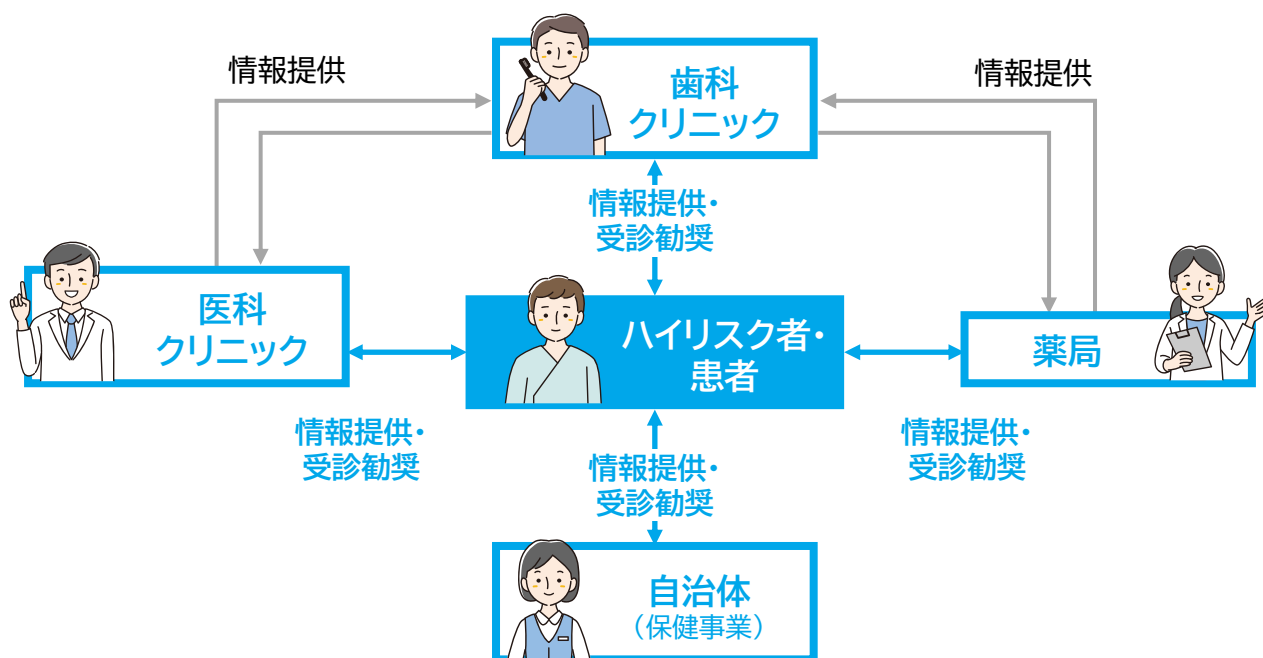 情報提供
歯科
クリニック
情報提供
情報提供・
受診勧奨
医科
クリニック
ハイリスク者・
患者
薬局
情報提供・
受診勧奨
情報提供・
受診勧奨
情報提供・
受診勧奨
自治体
（保健事業）